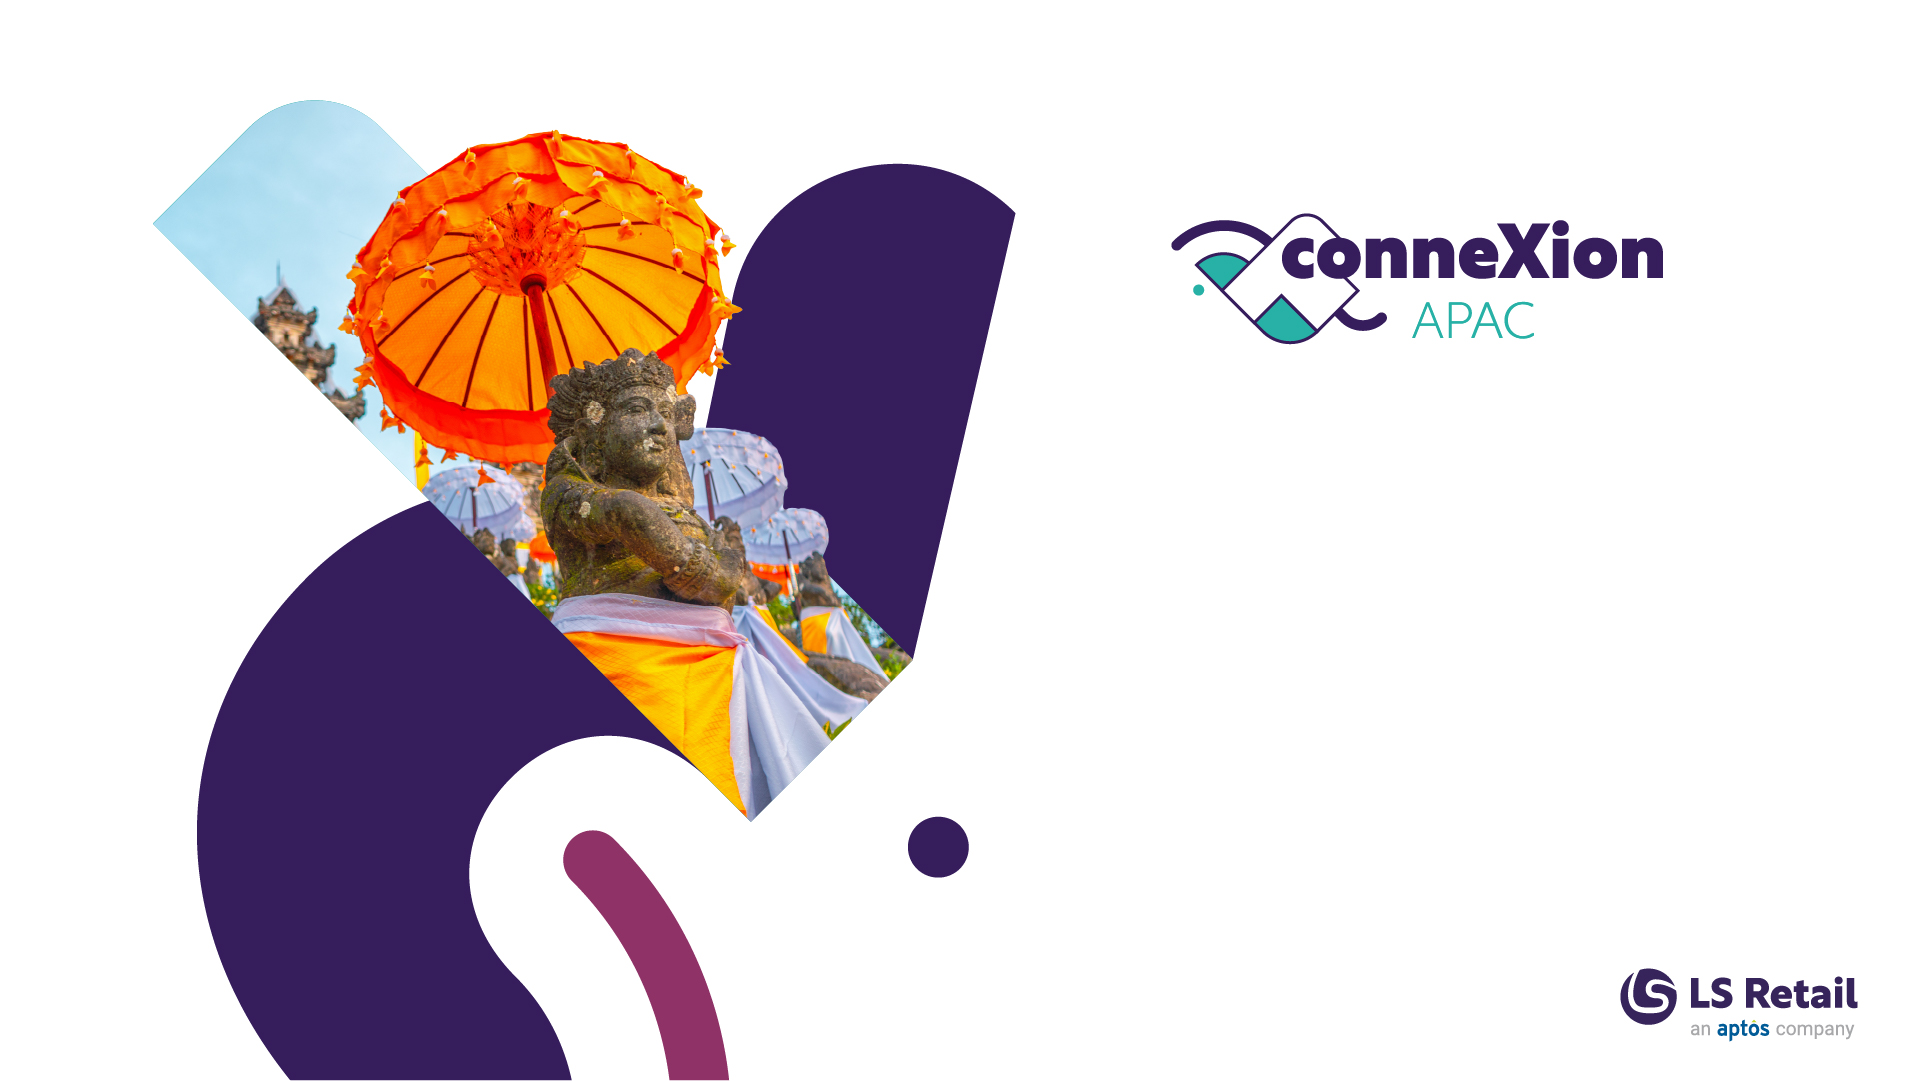 conneXion
APAC
LS Retail
an aptos company